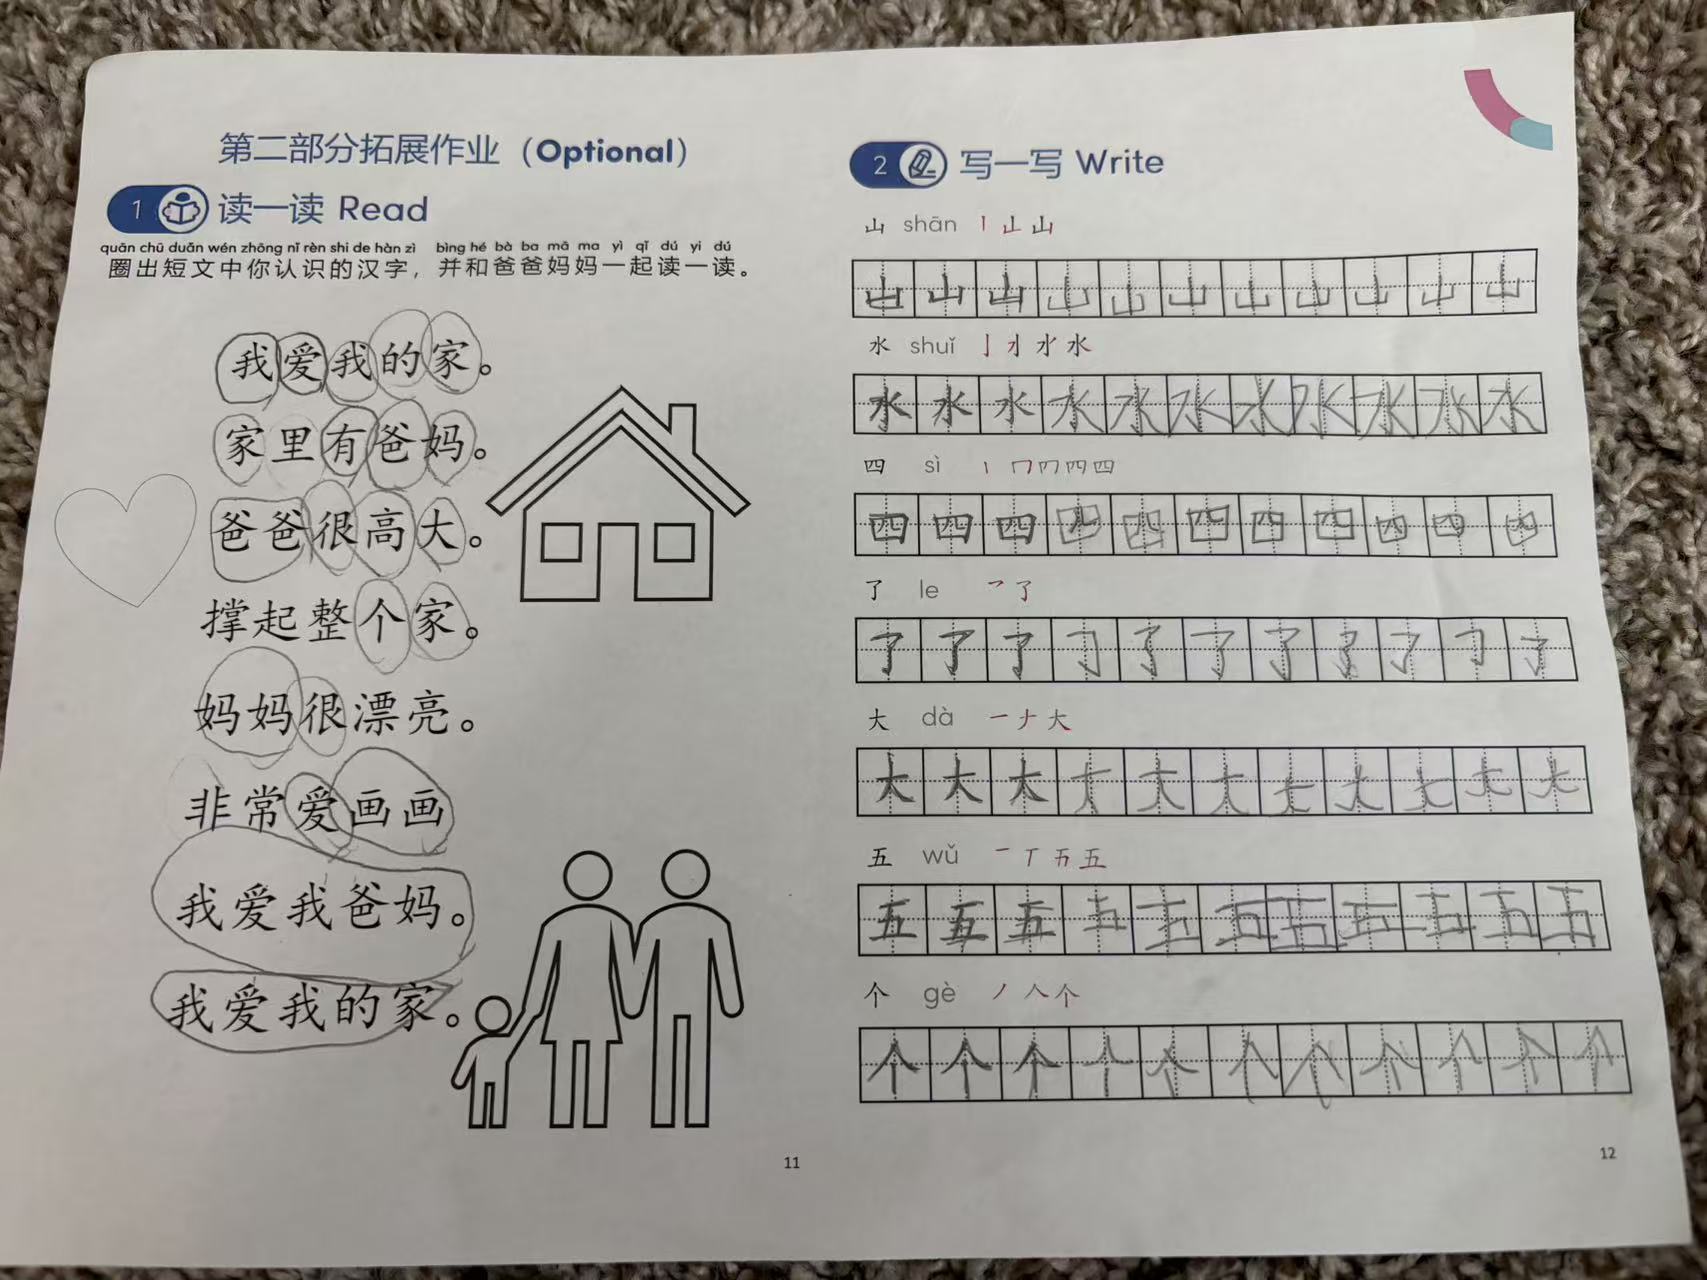 第二部分拓展作业（Optional）
1 读一读 Read
quān chū duǎn wén zhōng nǐ rèn shi de hàn zì bìng hé bà ba mā ma yì qǐ dú yi dú
圈出短文中你认识的汉字，并和爸爸妈妈一起读一读。
我爱我的家。
家里有爸妈。
爸爸很高大。
撑起整个家。
妈妈很漂亮。
非常爱画画
我爱我爸妈。
我爱我的家。
11
2 写一写 Write
山 shān 丨 山 山
山 山 山 山 山 山 山 山 山 山 山
水 shuǐ 亅 水
水 水 水 水 水 水 水 水 水 水 水
四 sì 丨 冂 四 四
四 四 四 四 四 四 四 四 四 四 四
了 le 乛 了
了 了 了 了 了 了 了 了 了 了 了
大 dà 一 ナ 大
大 大 大 大 大 大 大 大 大 大 大
五 wǔ 一 丅 五
五 五 五 五 五 五 五 五 五 五 五
个 gè 丿 人 个
个 个 个 个 个 个 个 个 个 个 个
12